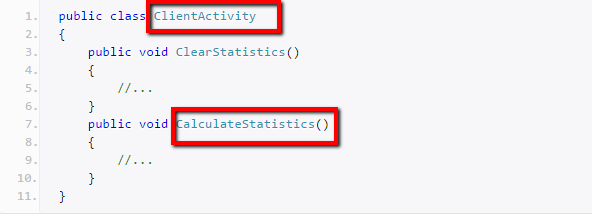 1. public class ClientActivity
2. {
3. public void ClearStatistics()
4. {
5. //...
6. }
7. public void CalculateStatistics()
8. {
9. //...
10. }
11. }